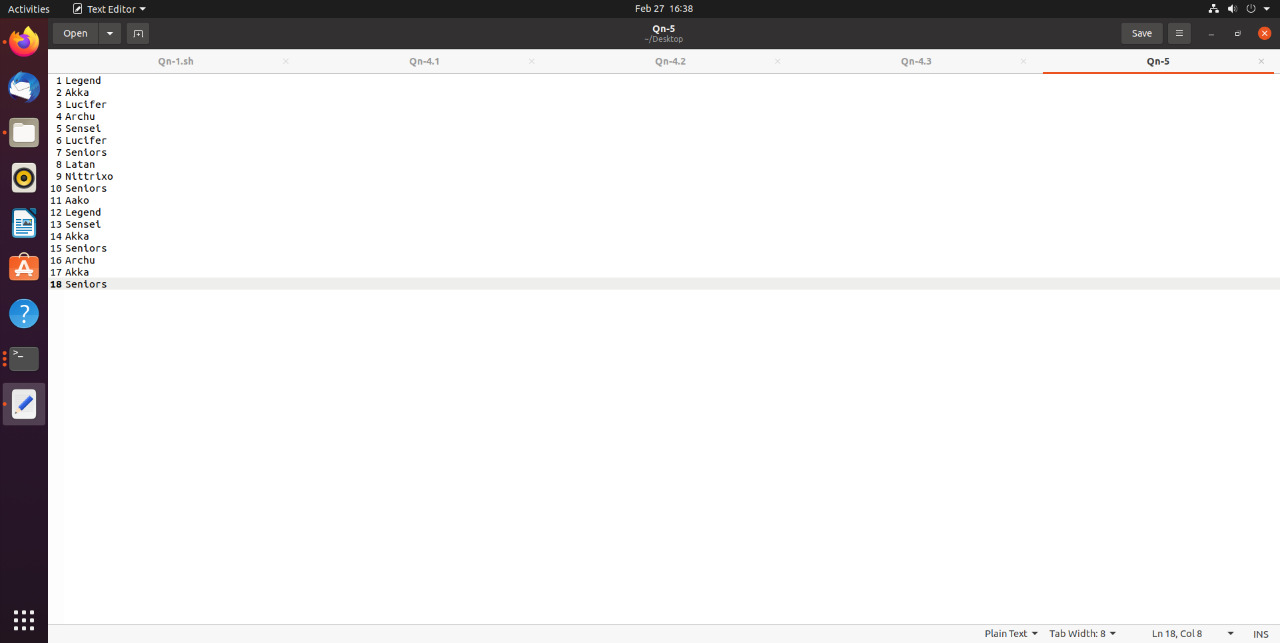 Activities Text Editor Feb 27 16:38
Open Qn-5 Save
~/Desktop
Qn-1.sh Qn-4.1 Qn-4.2 Qn-4.3 Qn-5
1 Legend
2 Akka
3 Lucifer
4 Archu
5 Sensei
6 Lucifer
7 Seniors
8 Latan
9 Nittrixo
10 Seniors
11 Aako
12 Legend
13 Sensei
14 Akka
15 Seniors
16 Archu
17 Akka
18 Seniors
Plain Text Tab Width: 8 Ln 18, Col 8 INS